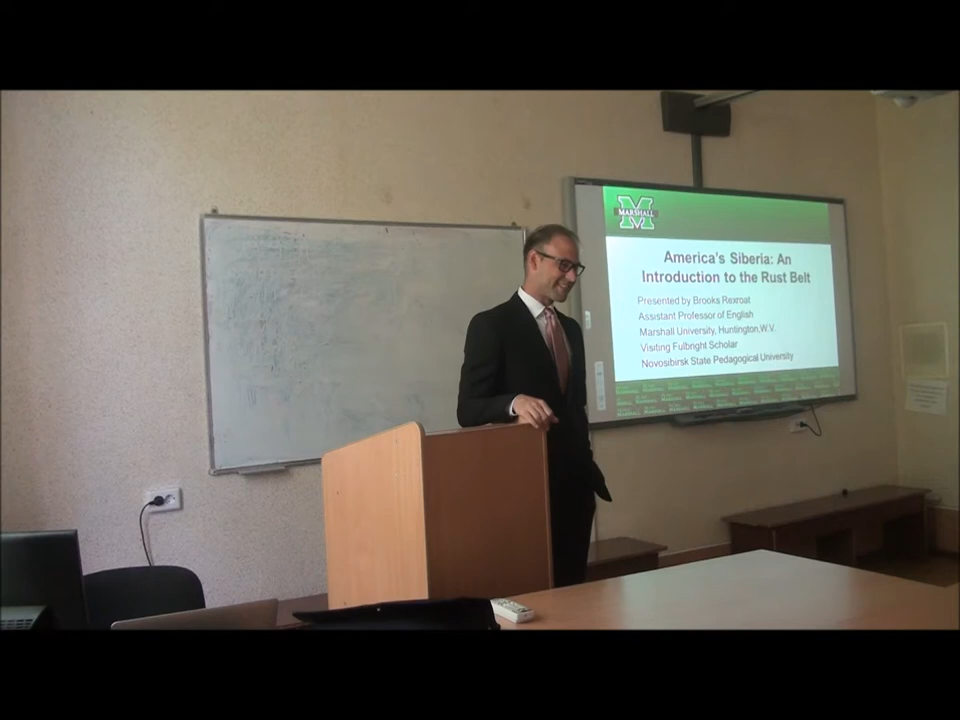 MARSHALL
America's Siberia: An
Introduction to the Rust Belt
Presented by Brooks Rexroat
Assistant Professor of English
Marshall University, Huntington,W.V.
Visiting Fulbright Scholar
Novosibirsk State Pedagogical University